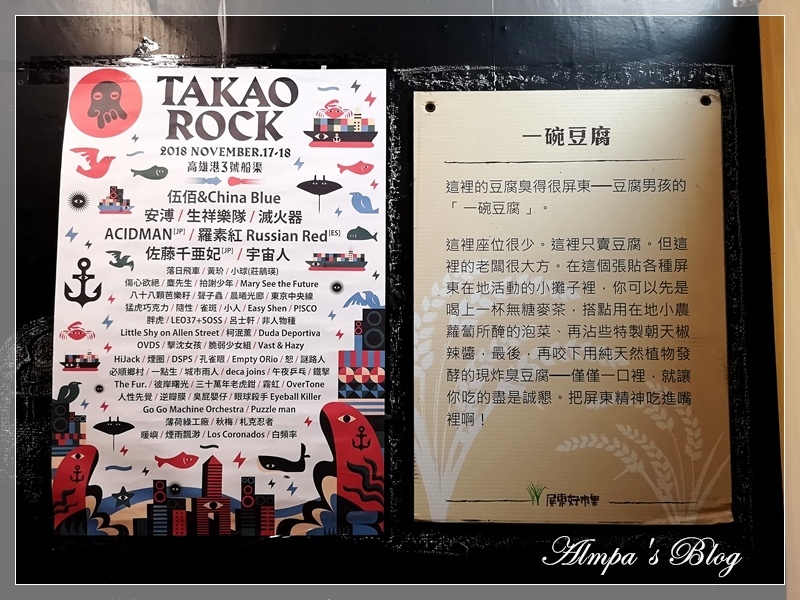 TAKAO
ROCK
2018 NOVEMBER.17-18
高雄港3號船渠
伍佰&China Blue
安溥 / 生祥樂隊 / 滅火器
ACIDMAN[JP] / 羅素紅 Russian Red[ES]
佐藤千亜妃[JP] / 宇宙人
落日飛車 / 黃玠 / 小球(莊鵑瑛)
傷心欲絕 / 麋先生 / 拍謝少年 / Mary See the Future
八十八顆芭樂籽 / 聲子蟲 / 晨曦光廊 / 東京中央線
猛虎巧克力 / 隨性 / 雀斑 / 小人 / Easy Shen / P!SCO
胖虎 / LEO37+SOSS / 呂士軒 / 非人物種
Little Shy on Allen Street / 柯泯薰 / Duda Deportiva
OVDS / 擊沈女孩 / 脆弱少女組 / Vast & Hazy
HiJack / 煙圈 / DSPS / 孔雀眼 / Empty ORio / 恕 / 謎路人
必順鄉村 / 一點生 / 城市雨人 / deca joins / 午夜乒乓 / 鐵擊
The Fur. / 彼岸曙光 / 三十萬年老虎鉗 / 霧虹 / OverTone
人性先覺 / 逆瓣膜 / 臭屁嬰仔 / 眼球殺手 Eyeball Killer
Go Go Machine Orchestra / Puzzle man
薄荷綠工廠 / 秋梅 / 札克忍者
暖嶼 / 煙雨飄渺 / Los Coronados / 白頻率
一碗豆腐
這裡的豆腐臭得很屏東──豆腐男孩的
「 一碗豆腐 」。
這裡座位很少。這裡只賣豆腐。但這
裡的老闆很大方。在這個張貼各種屏
東在地活動的小攤子裡，你可以先是
喝上一杯無糖麥茶，搭點用在地小農
蘿蔔所醃的泡菜、再沾些特製朝天椒
辣醬，最後，再咬下用純天然植物發
酵的現炸臭豆腐──僅僅一口裡，就讓
你吃的盡是誠懇。把屏東精神吃進嘴
裡啊！
屏東好市集
Almpa's Blog